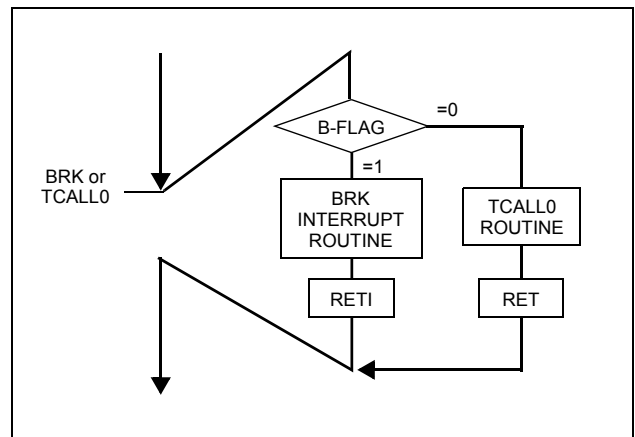 B-FLAG
=0
=1
BRK or
TCALL0
BRK
INTERRUPT
ROUTINE
TCALL0
ROUTINE
RETI
RET